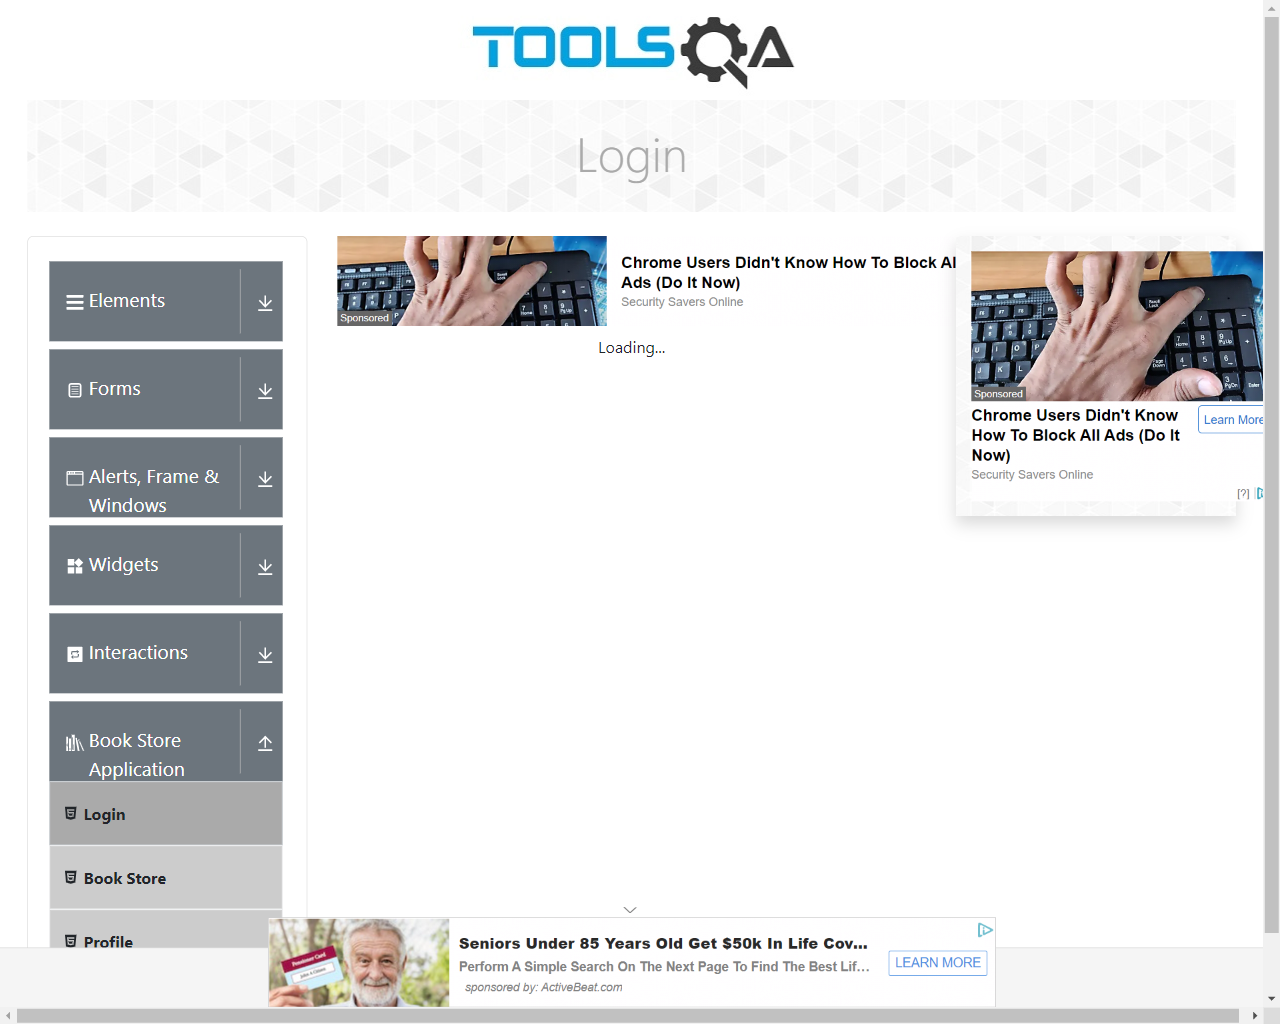 TOOLSQA
Login
Elements
Forms
Alerts, Frame &
Windows
Widgets
Interactions
Book Store
Application
Login
Book Store
Profile
Sponsored
Chrome Users Didn't Know How To Block Al
Ads (Do It Now)
Security Savers Online
Loading...
Sponsored
Chrome Users Didn't Know
How To Block All Ads (Do It
Now)
Learn More
Security Savers Online
[?]
Seniors Under 85 Years Old Get $50k In Life Cov...
Perform A Simple Search On The Next Page To Find The Best Lif...
sponsored by: ActiveBeat.com
LEARN MORE